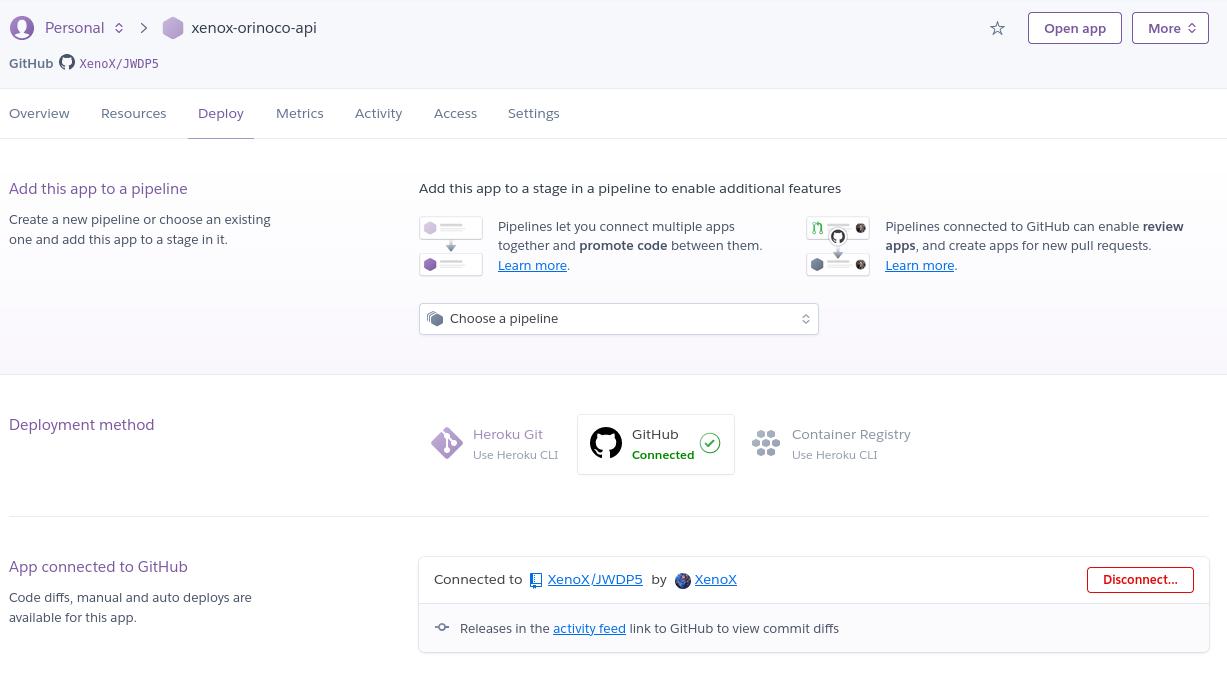 Personal
xenox-orinoco-api
Open app
More
GitHub XenoX/JWDP5
Overview
Resources
Deploy
Metrics
Activity
Access
Settings
Add this app to a pipeline
Create a new pipeline or choose an existing
one and add this app to a stage in it.
Add this app to a stage in a pipeline to enable additional features
Pipelines let you connect multiple apps
together and promote code between them.
Learn more.
Pipelines connected to GitHub can enable review
apps, and create apps for new pull requests.
Learn more.
Choose a pipeline
Deployment method
Heroku Git
Use Heroku CLI
GitHub
Connected
Container Registry
Use Heroku CLI
App connected to GitHub
Code diffs, manual and auto deploys are
available for this app.
Connected to XenoX/JWDP5 by XenoX
Disconnect...
Releases in the activity feed link to GitHub to view commit diffs